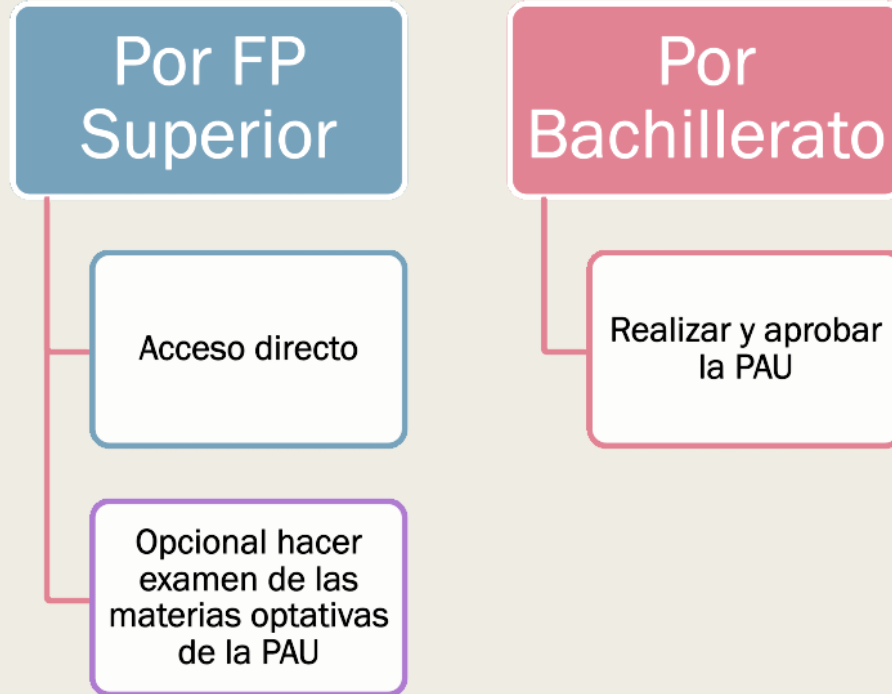 Por FP
Superior
Acceso directo
Opcional hacer
examen de las
materias optativas
de la PAU
Por
Bachillerato
Realizar y aprobar
la PAU